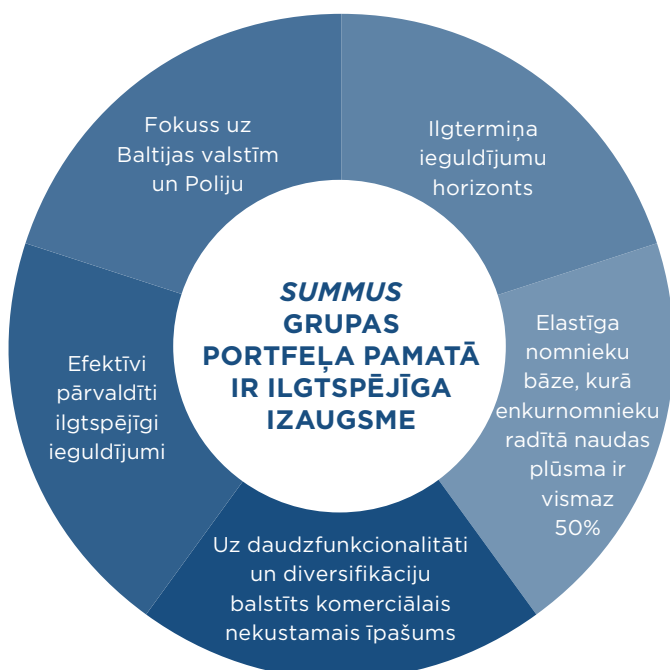 Fokuss uz
Baltijas valstīm
un Poliju
Ilgtermiņa
ieguldījumu
horizonts
SUMMUS
GRUPAS
PORTFEĻA PAMATĀ
IR ILGTSPĒJĪGA
IZAUGSME
Elastīga
nomnieku
bāze, kurā
enkurnomnieku
radītā naudas
plūsma ir
vismaz
50%
Efektīvi
pārvaldīti
ilgtspējīgi
ieguldījumi
Uz daudzfunkcionalitāti
un diversifikāciju
balstīts komerciālais
nekustamais īpašums